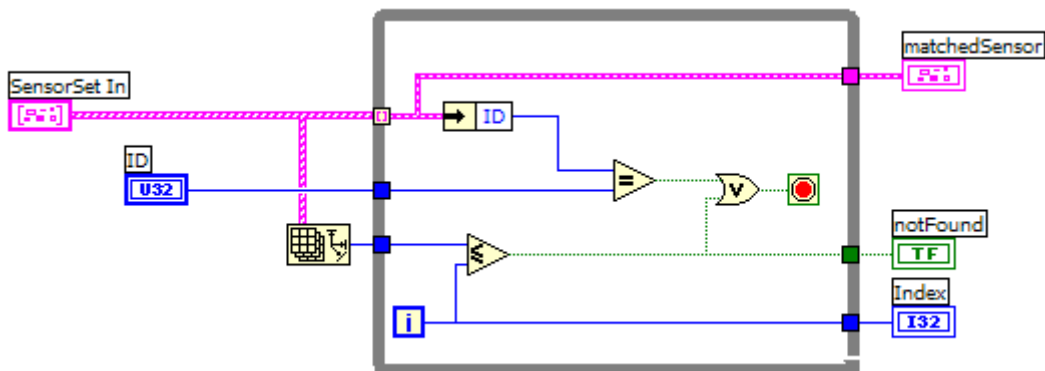 matchedSensor
SensorSet In
ID
ID
U32
notFound
TF
Index
i
I32